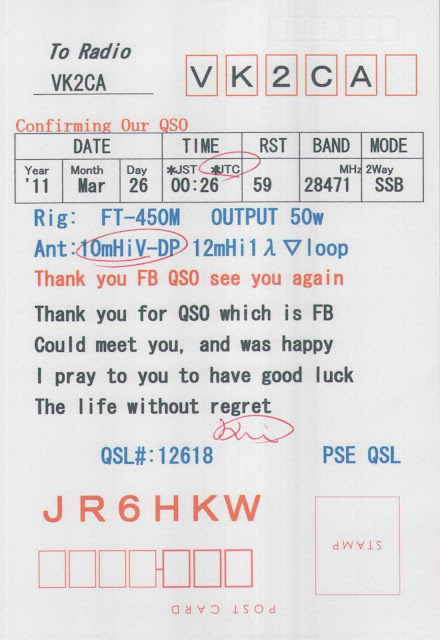 To Radio
VK2CA
VK2CA
Confirming Our QSO
DATE TIME RST BAND MODE
Year Month Day *JST *JTC MHz 2Way
'11 Mar 26 00:26 59 28471 SSB
Rig: FT-450M OUTPUT 50w
Ant:10mHiV-DP 12mHi1λ▽loop
Thank you FB QSO see you again
Thank you for QSO which is FB
Could meet you, and was happy
I pray to you to have good luck
The life without regret
QSL#:12618 PSE QSL
JR6HKW
STAMP
POST CARD